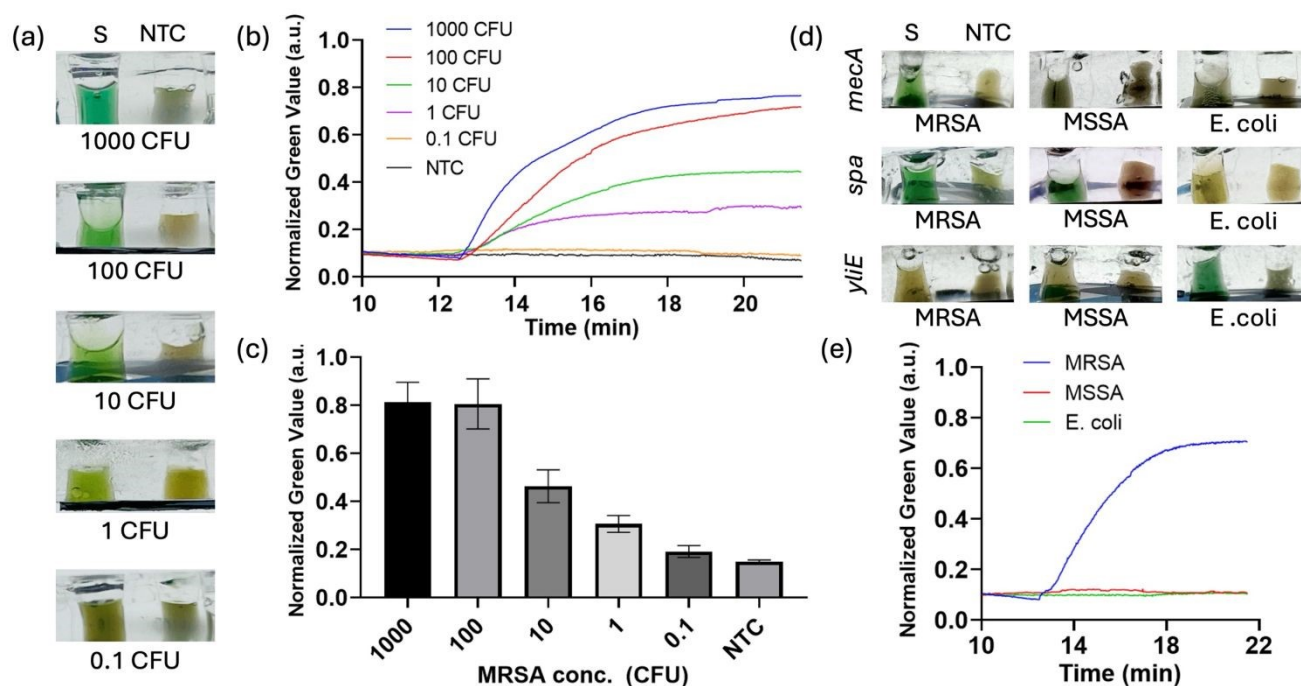 (a)
S NTC
1000 CFU
100 CFU
10 CFU
1 CFU
0.1 CFU
(b)
Normalized Green Value (a.u.)
1.0
0.8
0.6
0.4
0.2
0.0
1000 CFU
100 CFU
10 CFU
1 CFU
0.1 CFU
NTC
10 12 14 16 18 20
Time (min)
(c)
Normalized Green Value (a.u.
1.0
0.8
0.6
0.4
0.2
0.0
1000 100 10 1 0.1 NTC
MRSA conc. (CFU)
(d)
S NTC
mecA
MRSA MSSA E. coli
spa
MRSA MSSA E. coli
yliE
MRSA MSSA E .coli
(e)
Normalized Green Value (a.u.)
1.0
0.8
0.6
0.4
0.2
0.0
MRSA
MSSA
E. coli
10 14 18 22
Time (min)